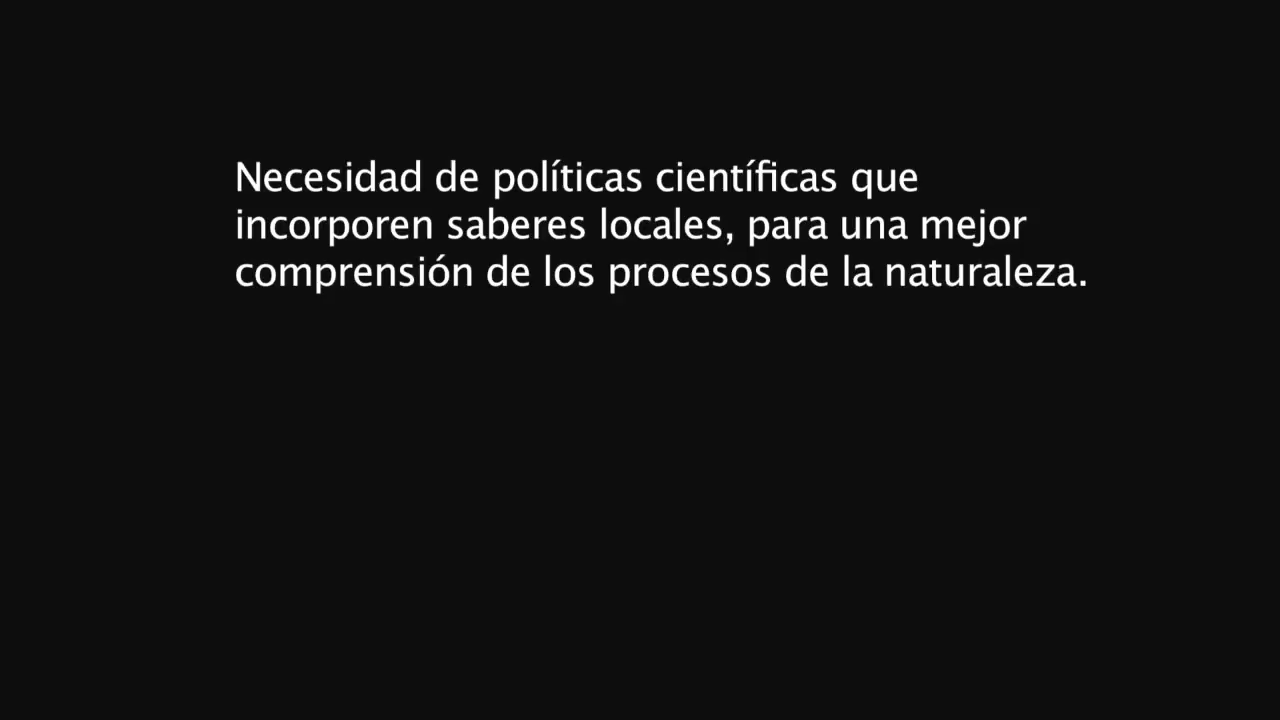 Necesidad de políticas científicas que
incorporen saberes locales, para una mejor
comprensión de los procesos de la naturaleza.